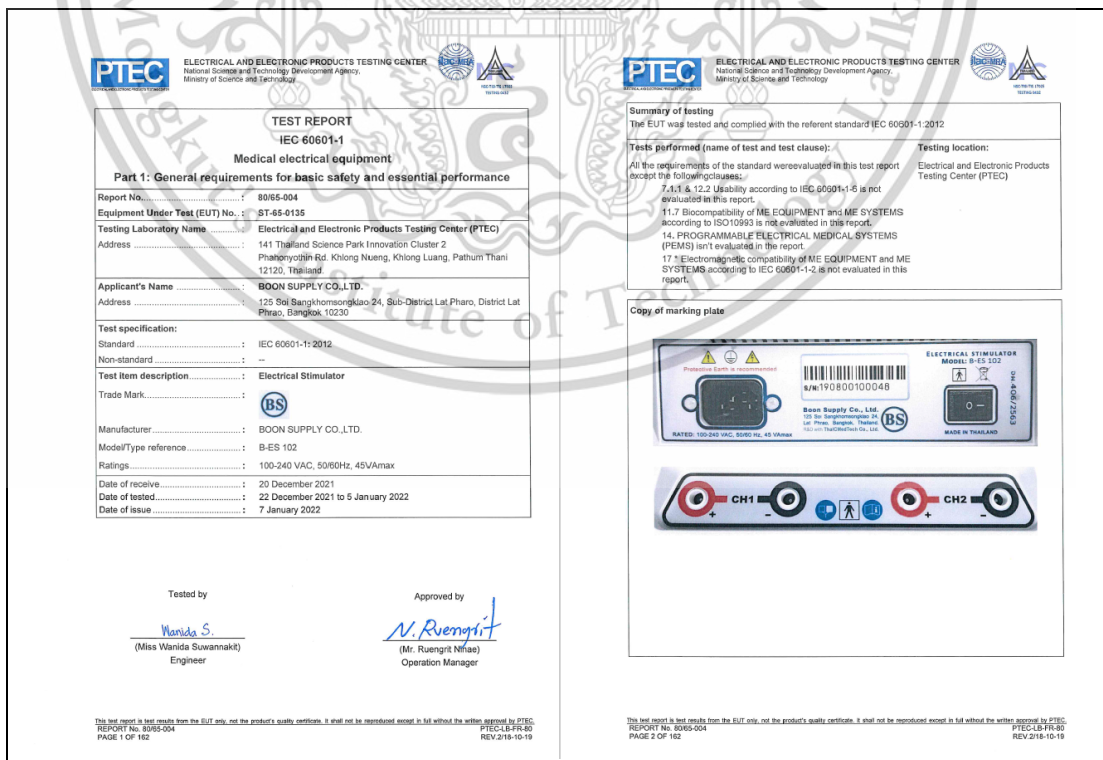 PTEC
ELECTRICAL AND ELECTRONIC PRODUCTS TESTING CENTER
National Science and Technology Development Agency,
Ministry of Science and Technology
TEST REPORT
IEC 60601-1
Medical electrical equipment
Part 1: General requirements for basic safety and essential performance
Report No. : 80/65-004
Equipment Under Test (EUT) No. : ST-65-0135
Testing Laboratory Name : Electrical and Electronic Products Testing Center (PTEC)
Address : 141 Thailand Science Park Innovation Cluster 2
Phahonyothin Rd. Khlong Nueng, Khlong Luang, Pathum Thani
12120, Thailand.
Applicant's Name : BOON SUPPLY CO.,LTD.
Address : 125 Soi Sangkhomsongkiao 24, Sub-District Lat Pharo, District Lat
Phrao, Bangkok 10230
Test specification:
Standard : IEC 60601-1: 2012
Non-standard : --
Test item description : Electrical Stimulator
Trade Mark : BS
Manufacturer : BOON SUPPLY CO.,LTD.
Model/Type reference : B-ES 102
Ratings : 100-240 VAC, 50/60Hz, 45VAmax
Date of receive : 20 December 2021
Date of tested : 22 December 2021 to 5 January 2022
Date of issue : 7 January 2022
Tested by
Approved by
Wanida S.
N. Ruengrit
(Miss Wanida Suwannakit)
(Mr. Ruengrit Ninae)
Engineer
Operation Manager
This test report is test results from the EUT only, not the product's quality certificate. It shall not be reproduced except in full without the written approval by PTEC.
REPORT No. 80/65-004
PTEC-LB-FR-80
PAGE 1 OF 162
REV.2/18-10-19
PTEC
ELECTRICAL AND ELECTRONIC PRODUCTS TESTING CENTER
National Science and Technology Development Agency,
Ministry of Science and Technology
Summary of testing
The EUT was tested and complied with the referent standard IEC 60601-1:2012
Tests performed (name of test and test clause):
Testing location:
All the requirements of the standard wereevaluated in this test report
except the followingclauses:
Electrical and Electronic Products
Testing Center (PTEC)
7.1.1 & 12.2 Usability according to IEC 60601-1-6 is not
evaluated in this report.
11.7 Biocompatibility of ME EQUIPMENT and ME SYSTEMS
according to ISO10993 is not evaluated in this report.
14. PROGRAMMABLE ELECTRICAL MEDICAL SYSTEMS
(PEMS) isn't evaluated in the report.
17 * Electromagnetic compatibility of ME EQUIPMENT and ME
SYSTEMS according to IEC 60601-1-2 is not evaluated in this
report.
Copy of marking plate
Protective Earth is recommended
RATED: 100-240 VAC, 50/60 Hz, 45 VAmax
S/N:190800100048
Boon Supply Co., Ltd.
125 Soi Sangkhomsongkiao 24,
Lat Phrao, Bangkok, Thailand.
BS
ELECTRICAL STIMULATOR
MODEL: B-ES 102
MADE IN THAILAND
406/2563
CH1
CH2
+
-
+
-
This test report is test results from the EUT only, not the product's quality certificate. It shall not be reproduced except in full without the written approval by PTEC.
REPORT No. 80/65-004
PTEC-LB-FR-80
PAGE 2 OF 162
REV.2/18-10-19